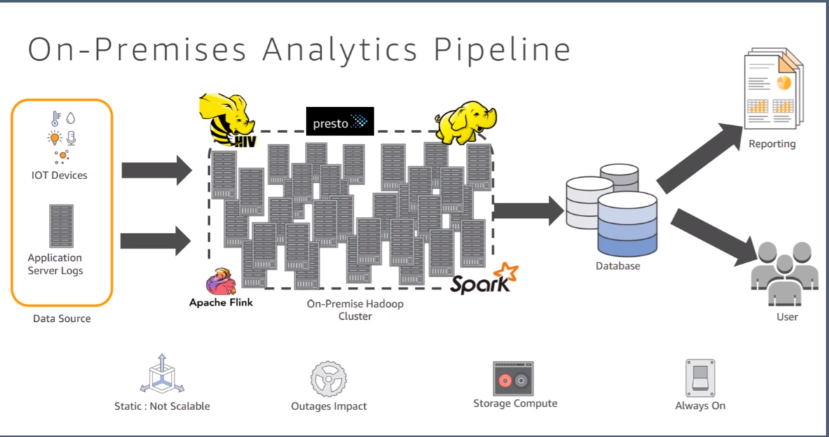 On-Premises Analytics Pipeline
IOT Devices
Application
Server Logs
Data Source
HIV
presto
Apache Flink
On-Premise Hadoop
Cluster
Spark
Database
Reporting
User
Static : Not Scalable
Outages Impact
Storage Compute
Always On